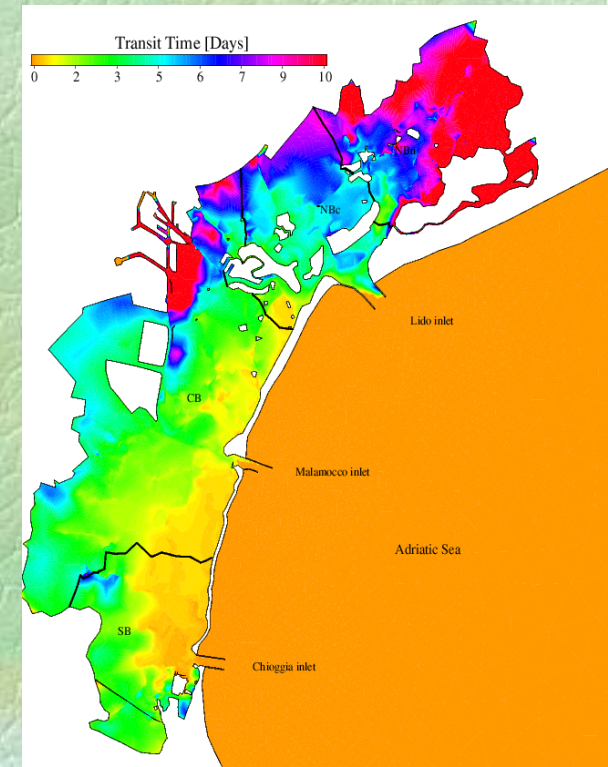 Transit Time [Days]
0 2 3 5 6 7 9 10
NBn
NBc
Lido inlet
CB
Malamocco inlet
Adriatic Sea
SB
Chioggia inlet